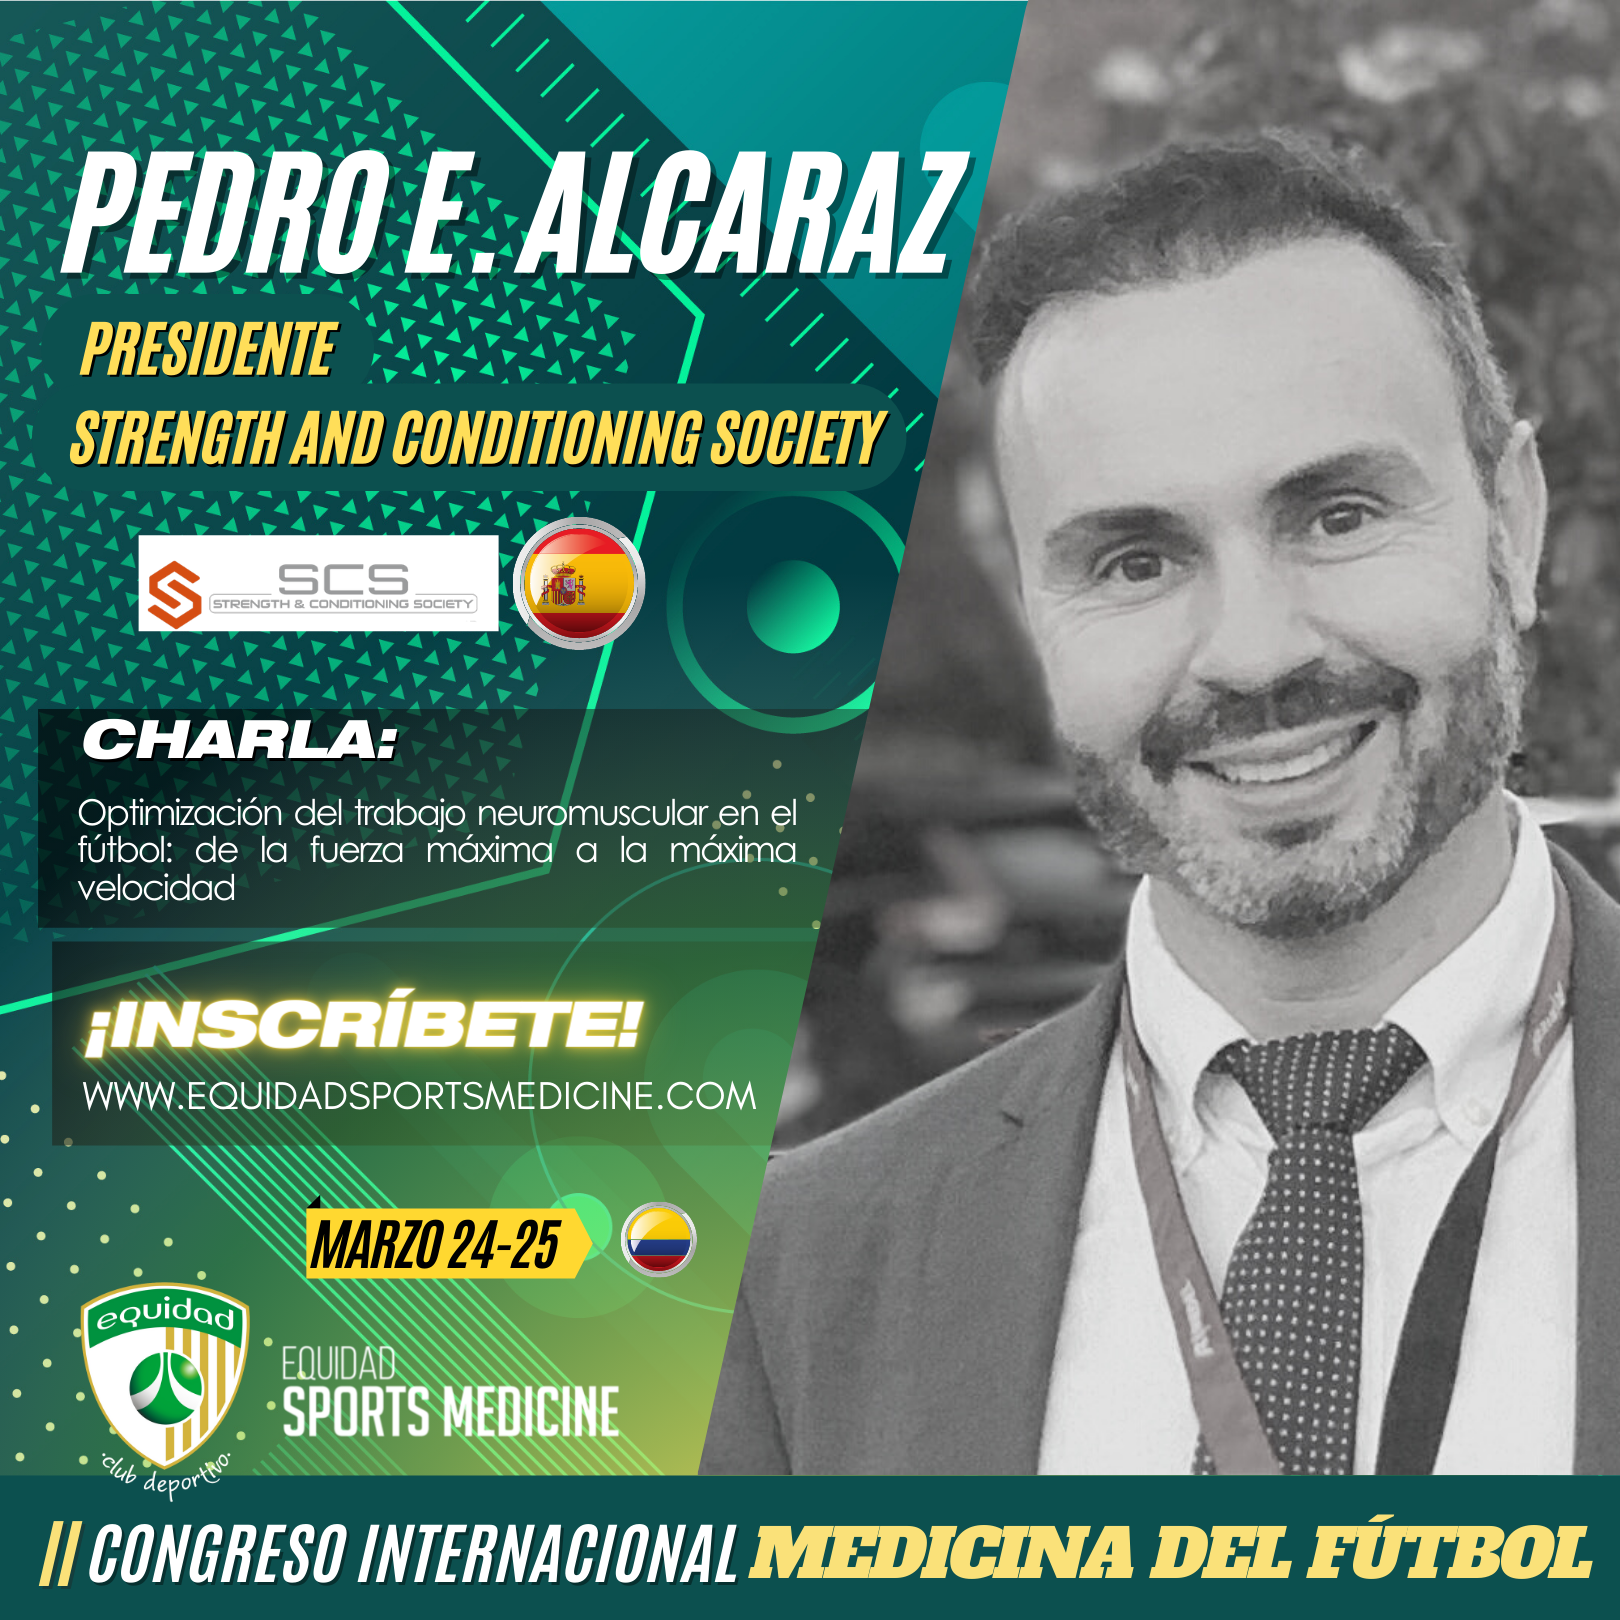 PEDRO E. ALCARAZ
PRESIDENTE
STRENGTH AND CONDITIONING SOCIETY
SCS
STRENGTH & CONDITIONING SOCIETY
CHARLA:
Optimización del trabajo neuromuscular en el
fútbol: de la fuerza máxima a la máxima
velocidad
¡INSCRÍBETE!
WWW.EQUIDADSPORTSMEDICINE.COM
MARZO 24-25
equidad
club deportivo
EQUIDAD
SPORTS MEDICINE
II CONGRESO INTERNACIONAL MEDICINA DEL FÚTBOL